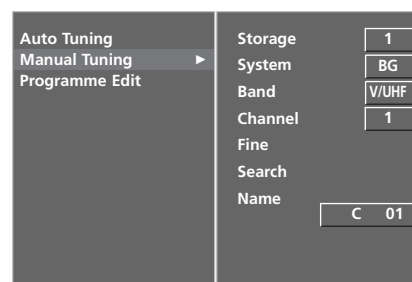 Auto Tuning
Manual Tuning ►
Programme Edit
Storage 1
System BG
Band V/UHF
Channel 1
Fine
Search
Name
C 01